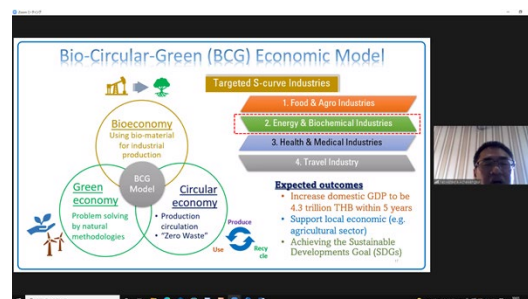 Bio-Circular-Green (BCG) Economic Model
Targeted S-curve Industries
1. Food & Agro Industries
2. Energy & Biochemical Industries
3. Health & Medical Industries
4. Travel Industry
Bioeconomy
Using bio-material
for industrial
production
BCG
Model
Green
economy
Problem solving
by natural
methodologies
Circular
economy
• Production
circulation
• "Zero Waste"
Produce
Use
Recy
cle
Expected outcomes
• Increase domestic GDP to be
4.3 trillion THB within 5 years
• Support local economic (e.g.
agricultural sector)
• Achieving the Sustainable
Developments Goal (SDGs)